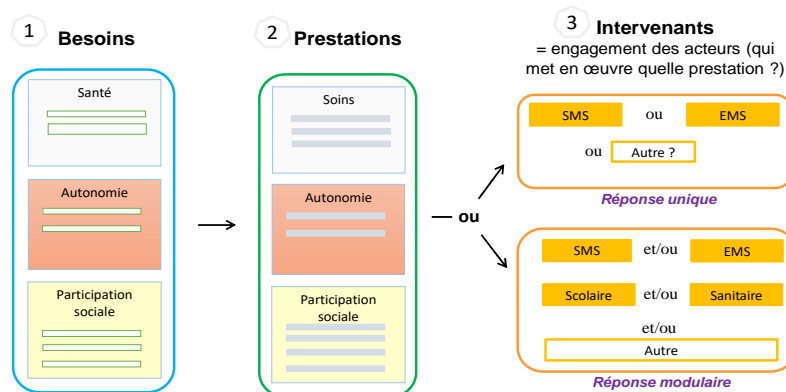 1
Besoins
Santé
Autonomie
Participation
sociale
2
Prestations
Soins
Autonomie
Participation
sociale
ou
3
Intervenants
= engagement des acteurs (qui
met en œuvre quelle prestation ?)
SMS ou EMS
ou Autre ?
Réponse unique
SMS et/ou EMS
Scolaire et/ou Sanitaire
et/ou
Autre
Réponse modulaire